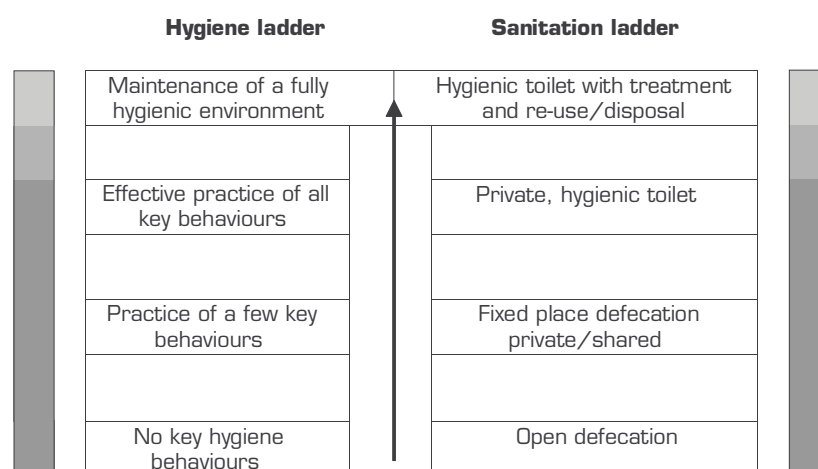 Hygiene ladder
Sanitation ladder
Maintenance of a fully
hygienic environment
Hygienic toilet with treatment
and re-use/disposal
Effective practice of all
key behaviours
Private, hygienic toilet
Practice of a few key
behaviours
Fixed place defecation
private/shared
No key hygiene
behaviours
Open defecation